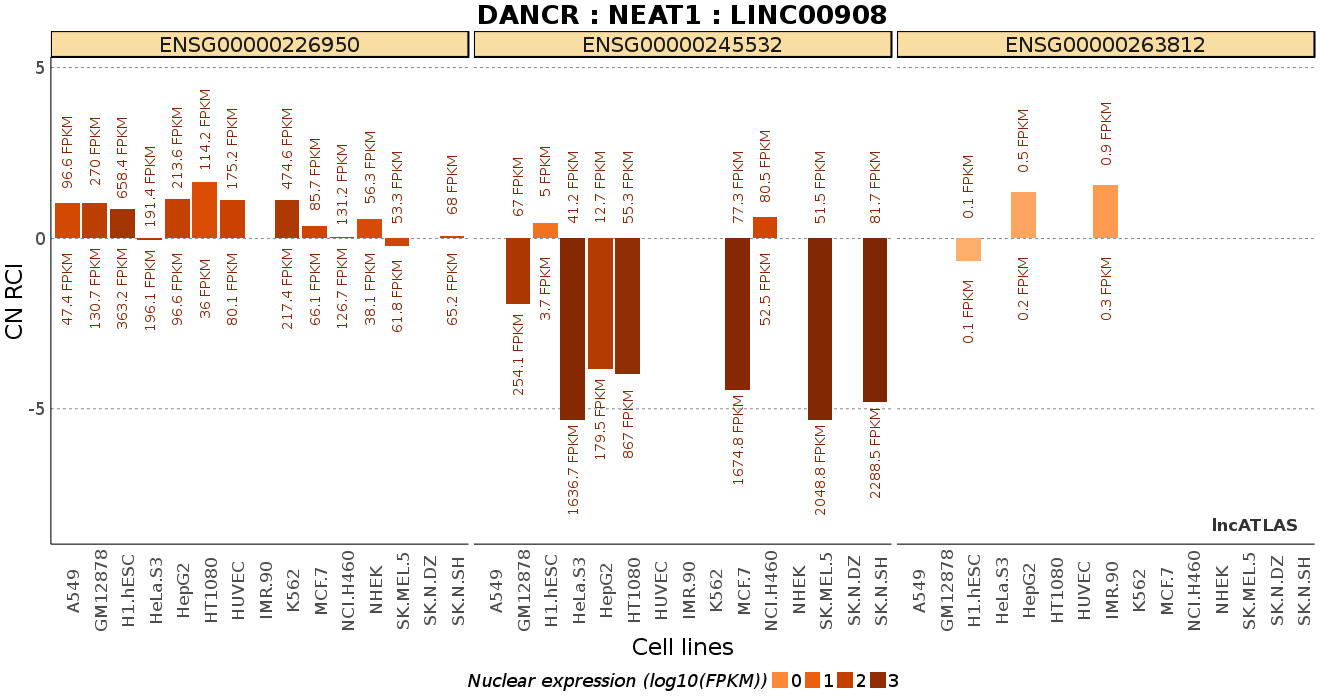 DANCR : NEAT1 : LINC00908
ENSG00000226950 ENSG00000245532 ENSG00000263812
CN RCI
5
0
-5
96.6 FPKM 270 FPKM 658.4 FPKM 191.4 FPKM 213.6 FPKM 114.2 FPKM 175.2 FPKM 474.6 FPKM 85.7 FPKM 131.2 FPKM 56.3 FPKM 53.3 FPKM 68 FPKM
47.4 FPKM 130.7 FPKM 363.2 FPKM 196.1 FPKM 96.6 FPKM 36 FPKM 80.1 FPKM 217.4 FPKM 66.1 FPKM 126.7 FPKM 38.1 FPKM 61.8 FPKM 65.2 FPKM
67 FPKM 5 FPKM 41.2 FPKM 12.7 FPKM 55.3 FPKM 77.3 FPKM 80.5 FPKM 51.5 FPKM 81.7 FPKM
254.1 FPKM 3.7 FPKM 1636.7 FPKM 179.5 FPKM 867 FPKM 1674.8 FPKM 52.5 FPKM 2048.8 FPKM 2288.5 FPKM
0.1 FPKM 0.5 FPKM 0.9 FPKM
0.1 FPKM 0.2 FPKM 0.3 FPKM
lncATLAS
A549 GM12878 H1.hESC HeLa.S3 HepG2 HT1080 HUVEC IMR.90 K562 MCF.7 NCI.H460 NHEK SK.MEL.5 SK.N.DZ SK.N.SH
A549 GM12878 H1.hESC HeLa.S3 HepG2 HT1080 HUVEC IMR.90 K562 MCF.7 NCI.H460 NHEK SK.MEL.5 SK.N.DZ SK.N.SH
A549 GM12878 H1.hESC HeLa.S3 HepG2 HT1080 HUVEC IMR.90 K562 MCF.7 NCI.H460 NHEK SK.MEL.5 SK.N.DZ SK.N.SH
Cell lines
Nuclear expression (log10(FPKM)) 0 1 2 3